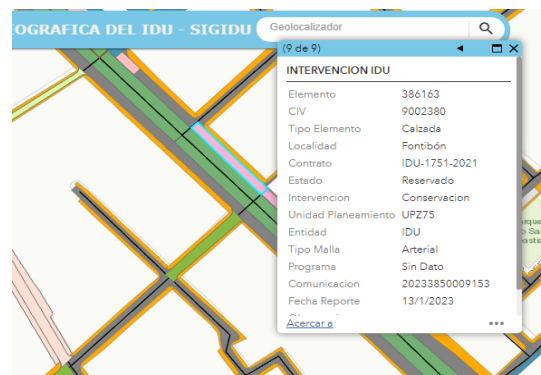 OGRAFICA DEL IDU - SIGIDU
Geolocalizador
(9 de 9)
INTERVENCION IDU
Elemento 386163
CIV 9002380
Tipo Elemento Calzada
Localidad Fontibón
Contrato IDU-1751-2021
Estado Reservado
Intervencion Conservacion
Unidad Planeamiento UPZ75
Entidad IDU
Tipo Malla Arterial
Programa Sin Dato
Comunicacion 20233850009153
Fecha Reporte 13/1/2023
Acercar a